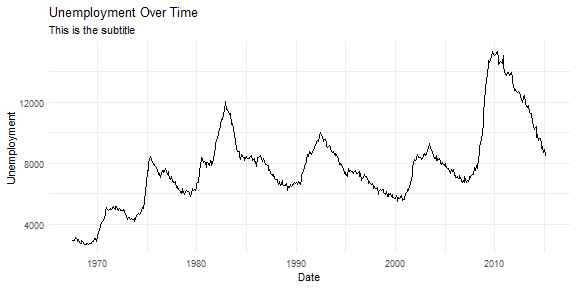 Unemployment Over Time
This is the subtitle
Unemployment
12000
8000
4000
1970
1980
1990
2000
2010
Date